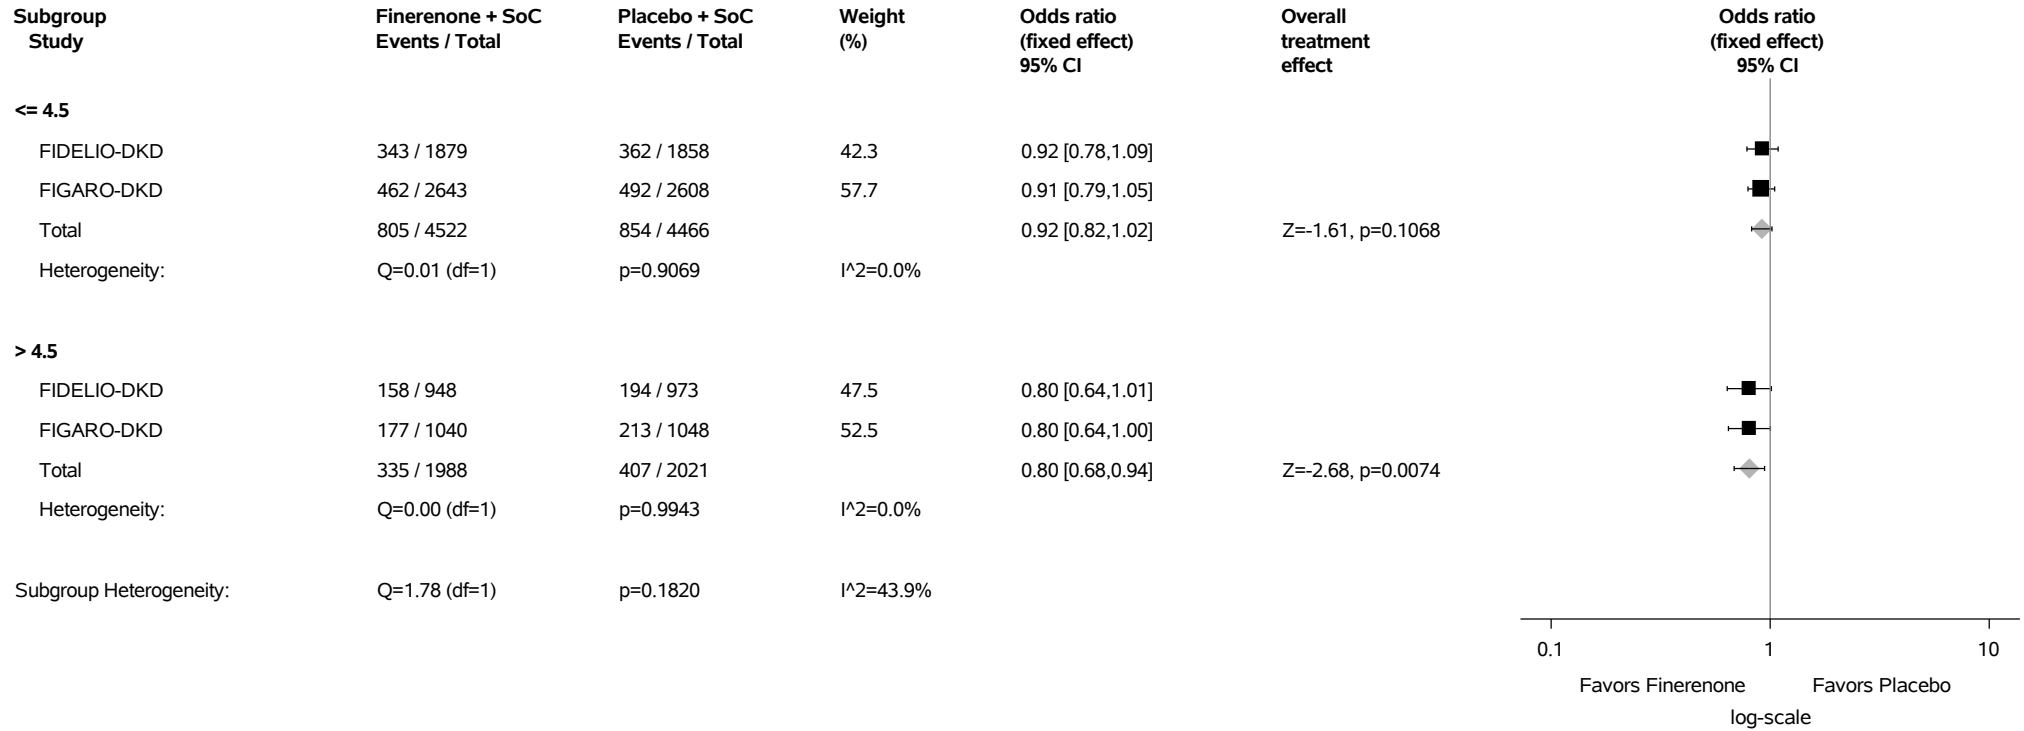 Subgroup Finerenone + SoC Placebo + SoC Weight Odds ratio Overall Odds ratio
Study Events / Total Events / Total (%) (fixed effect) treatment (fixed effect)
95% CI effect 95% CI
<= 4.5
FIDELIO-DKD 343 / 1879 362 / 1858 42.3 0.92 [0.78,1.09]
FIGARO-DKD 462 / 2643 492 / 2608 57.7 0.91 [0.79,1.05]
Total 805 / 4522 854 / 4466 0.92 [0.82,1.02] Z=-1.61, p=0.1068
Heterogeneity: Q=0.01 (df=1) p=0.9069 I^2=0.0%
> 4.5
FIDELIO-DKD 158 / 948 194 / 973 47.5 0.80 [0.64,1.01]
FIGARO-DKD 177 / 1040 213 / 1048 52.5 0.80 [0.64,1.00]
Total 335 / 1988 407 / 2021 0.80 [0.68,0.94] Z=-2.68, p=0.0074
Heterogeneity: Q=0.00 (df=1) p=0.9943 I^2=0.0%
Subgroup Heterogeneity: Q=1.78 (df=1) p=0.1820 I^2=43.9%
0.1 1 10
Favors Finerenone Favors Placebo
log-scale